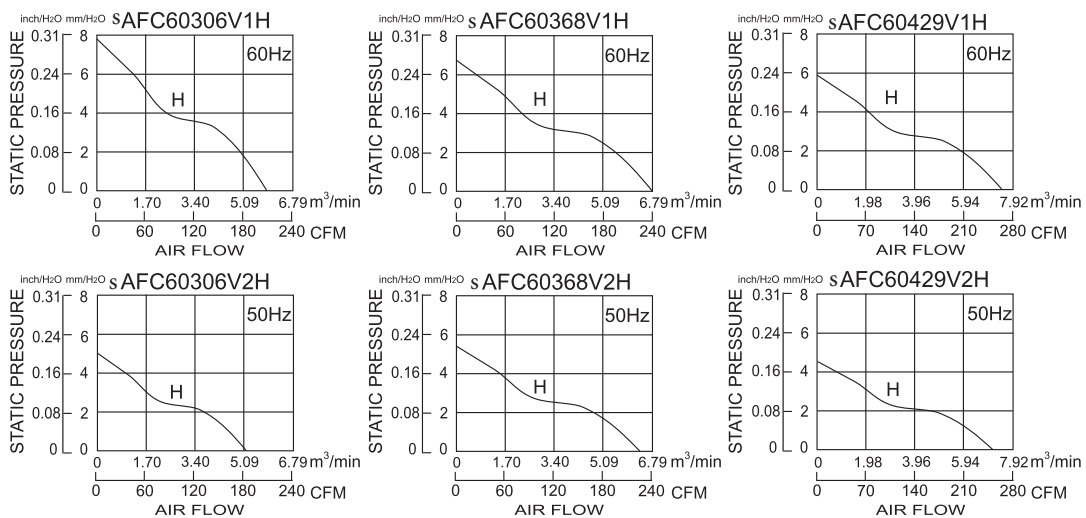 inch/H2O mm/H2O sAFC60306V1H
0.31 8 60Hz
0.24 6
0.16 4 H
0.08 2
0 0
STATIC PRESSURE
0 1.70 3.40 5.09 6.79 m³/min
0 60 120 180 240 CFM
AIR FLOW
inch/H2O mm/H2O sAFC60368V1H
0.31 8 60Hz
0.24 6
0.16 4 H
0.08 2
0 0
STATIC PRESSURE
0 1.70 3.40 5.09 6.79 m³/min
0 60 120 180 240 CFM
AIR FLOW
inch/H2O mm/H2O sAFC60429V1H
0.31 8 60Hz
0.24 6
0.16 4 H
0.08 2
0 0
STATIC PRESSURE
0 1.98 3.96 5.94 7.92 m³/min
0 70 140 210 280 CFM
AIR FLOW
inch/H2O mm/H2O sAFC60306V2H
0.31 8 50Hz
0.24 6
0.16 4 H
0.08 2
0 0
STATIC PRESSURE
0 1.70 3.40 5.09 6.79 m³/min
0 60 120 180 240 CFM
AIR FLOW
inch/H2O mm/H2O sAFC60368V2H
0.31 8 50Hz
0.24 6
0.16 4 H
0.08 2
0 0
STATIC PRESSURE
0 1.70 3.40 5.09 6.79 m³/min
0 60 120 180 240 CFM
AIR FLOW
inch/H2O mm/H2O sAFC60429V2H
0.31 8 50Hz
0.24 6
0.16 4 H
0.08 2
0 0
STATIC PRESSURE
0 1.98 3.96 5.94 7.92 m³/min
0 70 140 210 280 CFM
AIR FLOW